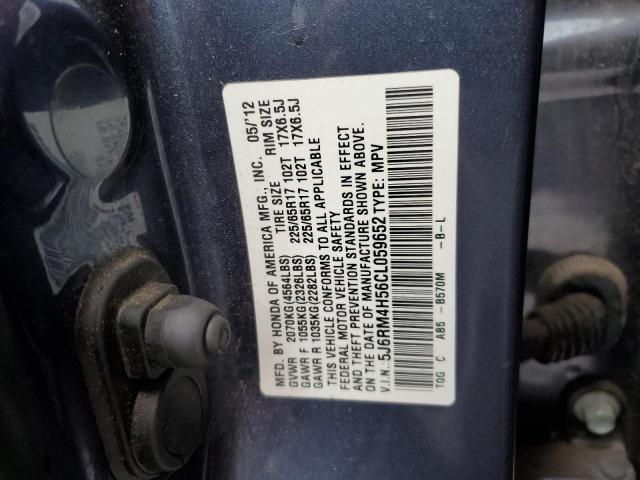 MFD. BY HONDA OF AMERICA MFG., INC. 05/'12
TIRE SIZE RIM SIZE
GVWR 2070KG(4564LBS) 225/65R17 102T 17X6.5J
GAWR F 1055KG(2326LBS) 225/65R17 102T 17X6.5J
GAWR R 1035KG(2282LBS)
THIS VEHICLE CONFORMS TO ALL APPLICABLE
FEDERAL MOTOR VEHICLE SAFETY
AND THEFT PREVENTION STANDARDS IN EFFECT
ON THE DATE OF MANUFACTURE SHOWN ABOVE.
V.I.N.: 5J6RM4H56CL059652 TYPE: MPV
TOG C A85 -B570M -B-L